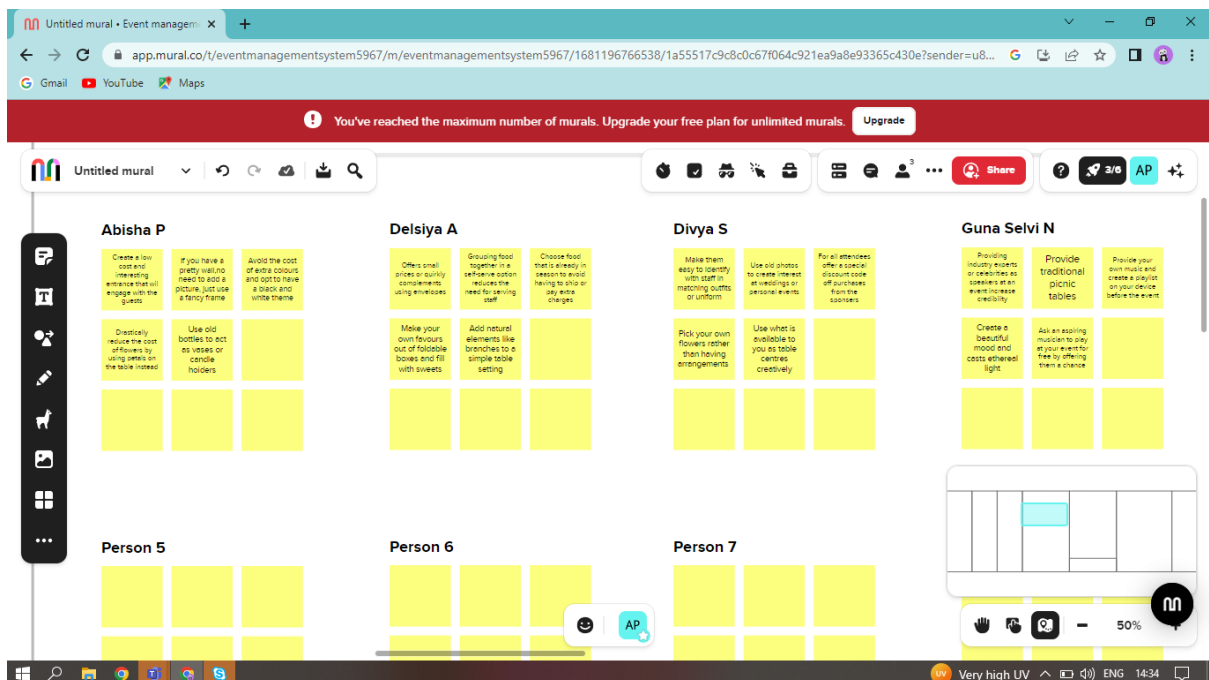 Untitled mural • Event managem
app.mural.co/t/eventmanagementsystem5967/m/eventmanagementsystem5967/1681196766538/1a55517c9c8c0c67f064c921ea9a8e93365c430e?sender=u8...
Gmail
YouTube
Maps
You've reached the maximum number of murals. Upgrade your free plan for unlimited murals.
Upgrade
Untitled mural
3
Share
3/6
AP
Abisha P
Create a low
cost and
interesting
entrance that wil
engage with the
guests
If you have a
pretty wall,no
need to add a
picture, just use
a fancy frame
Avoid the cost
of extra colours
and opt to have
a black and
white theme
Drastically
reduce the cost
of flowers by
using petals on
the table instead
Use old
bottles to act
as vases or
candle
holders
Delsiya A
Offers small
prices or quirkly
complements
using envelopes
Grouping food
together in a
self-serve option
reduces the
need for serving
staff
Choose food
that is already in
season to avoid
having to ship or
pay extra
charges
Make your
own favours
out of foldable
boxes and fill
with sweets
Add natural
elements like
branches to a
simple table
setting
Divya S
Make them
easy to identify
with staff in
matching outfits
or uniform
Use old photos
to create interest
at weddings or
personal events
For all attendees
offer a special
discount code
off purchases
from the
sponsers
Pick your own
flowers rather
than having
arrangements
Use what is
available to
you as table
centres
creatively
Guna Selvi N
Providing
industry experts
or celebrities as
speakers at an
event increase
credibility
Provide
traditional
picnic
tables
Provide your
own music and
create a playlist
on your device
before the event
Create a
beautiful
mood and
casts ethereal
light
Ask an aspiring
musician to play
at your event for
free by offering
them a chance
Person 5
Person 6
Person 7
AP
50%
Very high UV
ENG
14:34